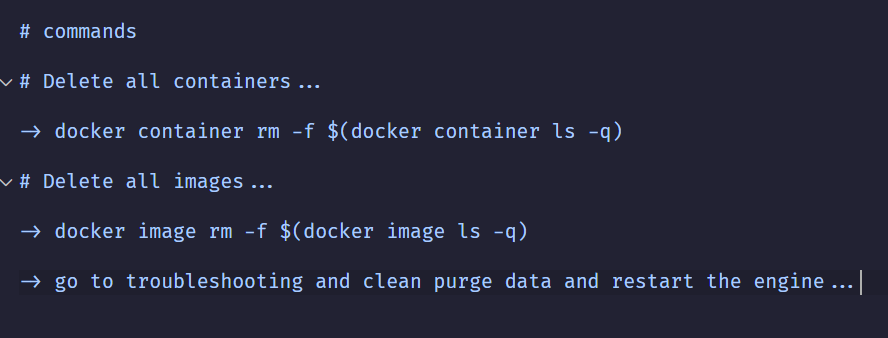 # commands
# Delete all containers...
-> docker container rm -f $(docker container ls -q)
# Delete all images...
-> docker image rm -f $(docker image ls -q)
-> go to troubleshooting and clean purge data and restart the engine...